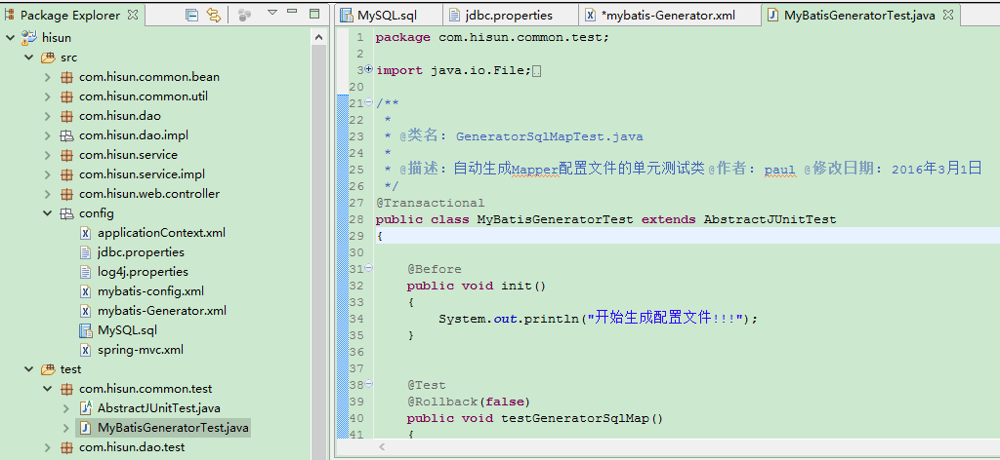 Package Explorer
hisun
src
com.hisun.common.bean
com.hisun.common.util
com.hisun.dao
com.hisun.dao.impl
com.hisun.service
com.hisun.service.impl
com.hisun.web.controller
config
applicationContext.xml
jdbc.properties
log4j.properties
mybatis-config.xml
mybatis-Generator.xml
MySQL.sql
spring-mvc.xml
test
com.hisun.common.test
AbstractJUnitTest.java
MyBatisGeneratorTest.java
com.hisun.dao.test
MySQL.sql jdbc.properties *mybatis-Generator.xml MyBatisGeneratorTest.java
1 package com.hisun.common.test;
2
3 import java.io.File;
20
21 /**
22 *
23 * @类名: GeneratorSqlMapTest.java
24 *
25 * @描述:自动生成Mapper配置文件的单元测试类 @作者: paul @修改日期: 2016年3月1日
26 */
27 @Transactional
28 public class MyBatisGeneratorTest extends AbstractJUnitTest
29 {
30
31 @Before
32 public void init()
33 {
34 System.out.println("开始生成配置文件!!!");
35 }
36
37
38 @Test
39 @Rollback(false)
40 public void testGeneratorSqlMap()
41 {